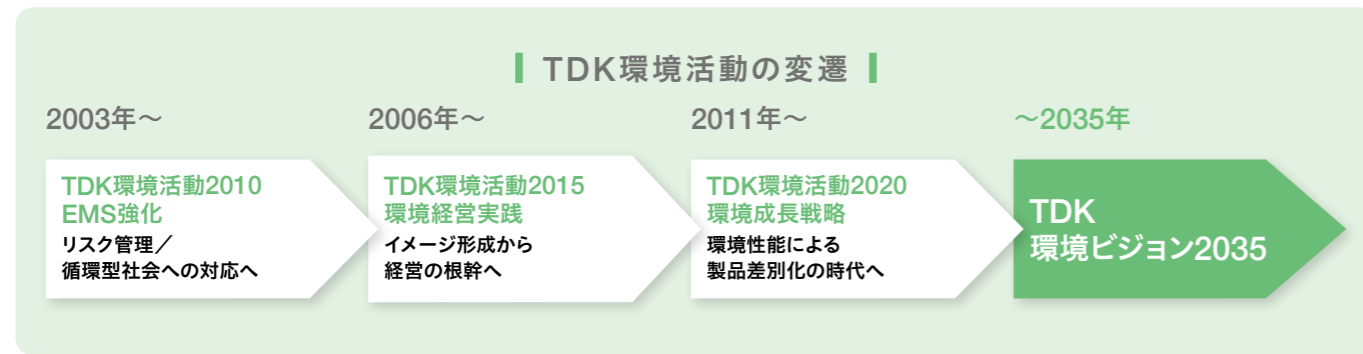 TDK環境活動の変遷
2003年～
TDK環境活動2010
EMS強化
リスク管理／
循環型社会への対応へ
2006年～
TDK環境活動2015
環境経営実践
イメージ形成から
経営の根幹へ
2011年～
TDK環境活動2020
環境成長戦略
環境性能による
製品差別化の時代へ
～2035年
TDK
環境ビジョン2035